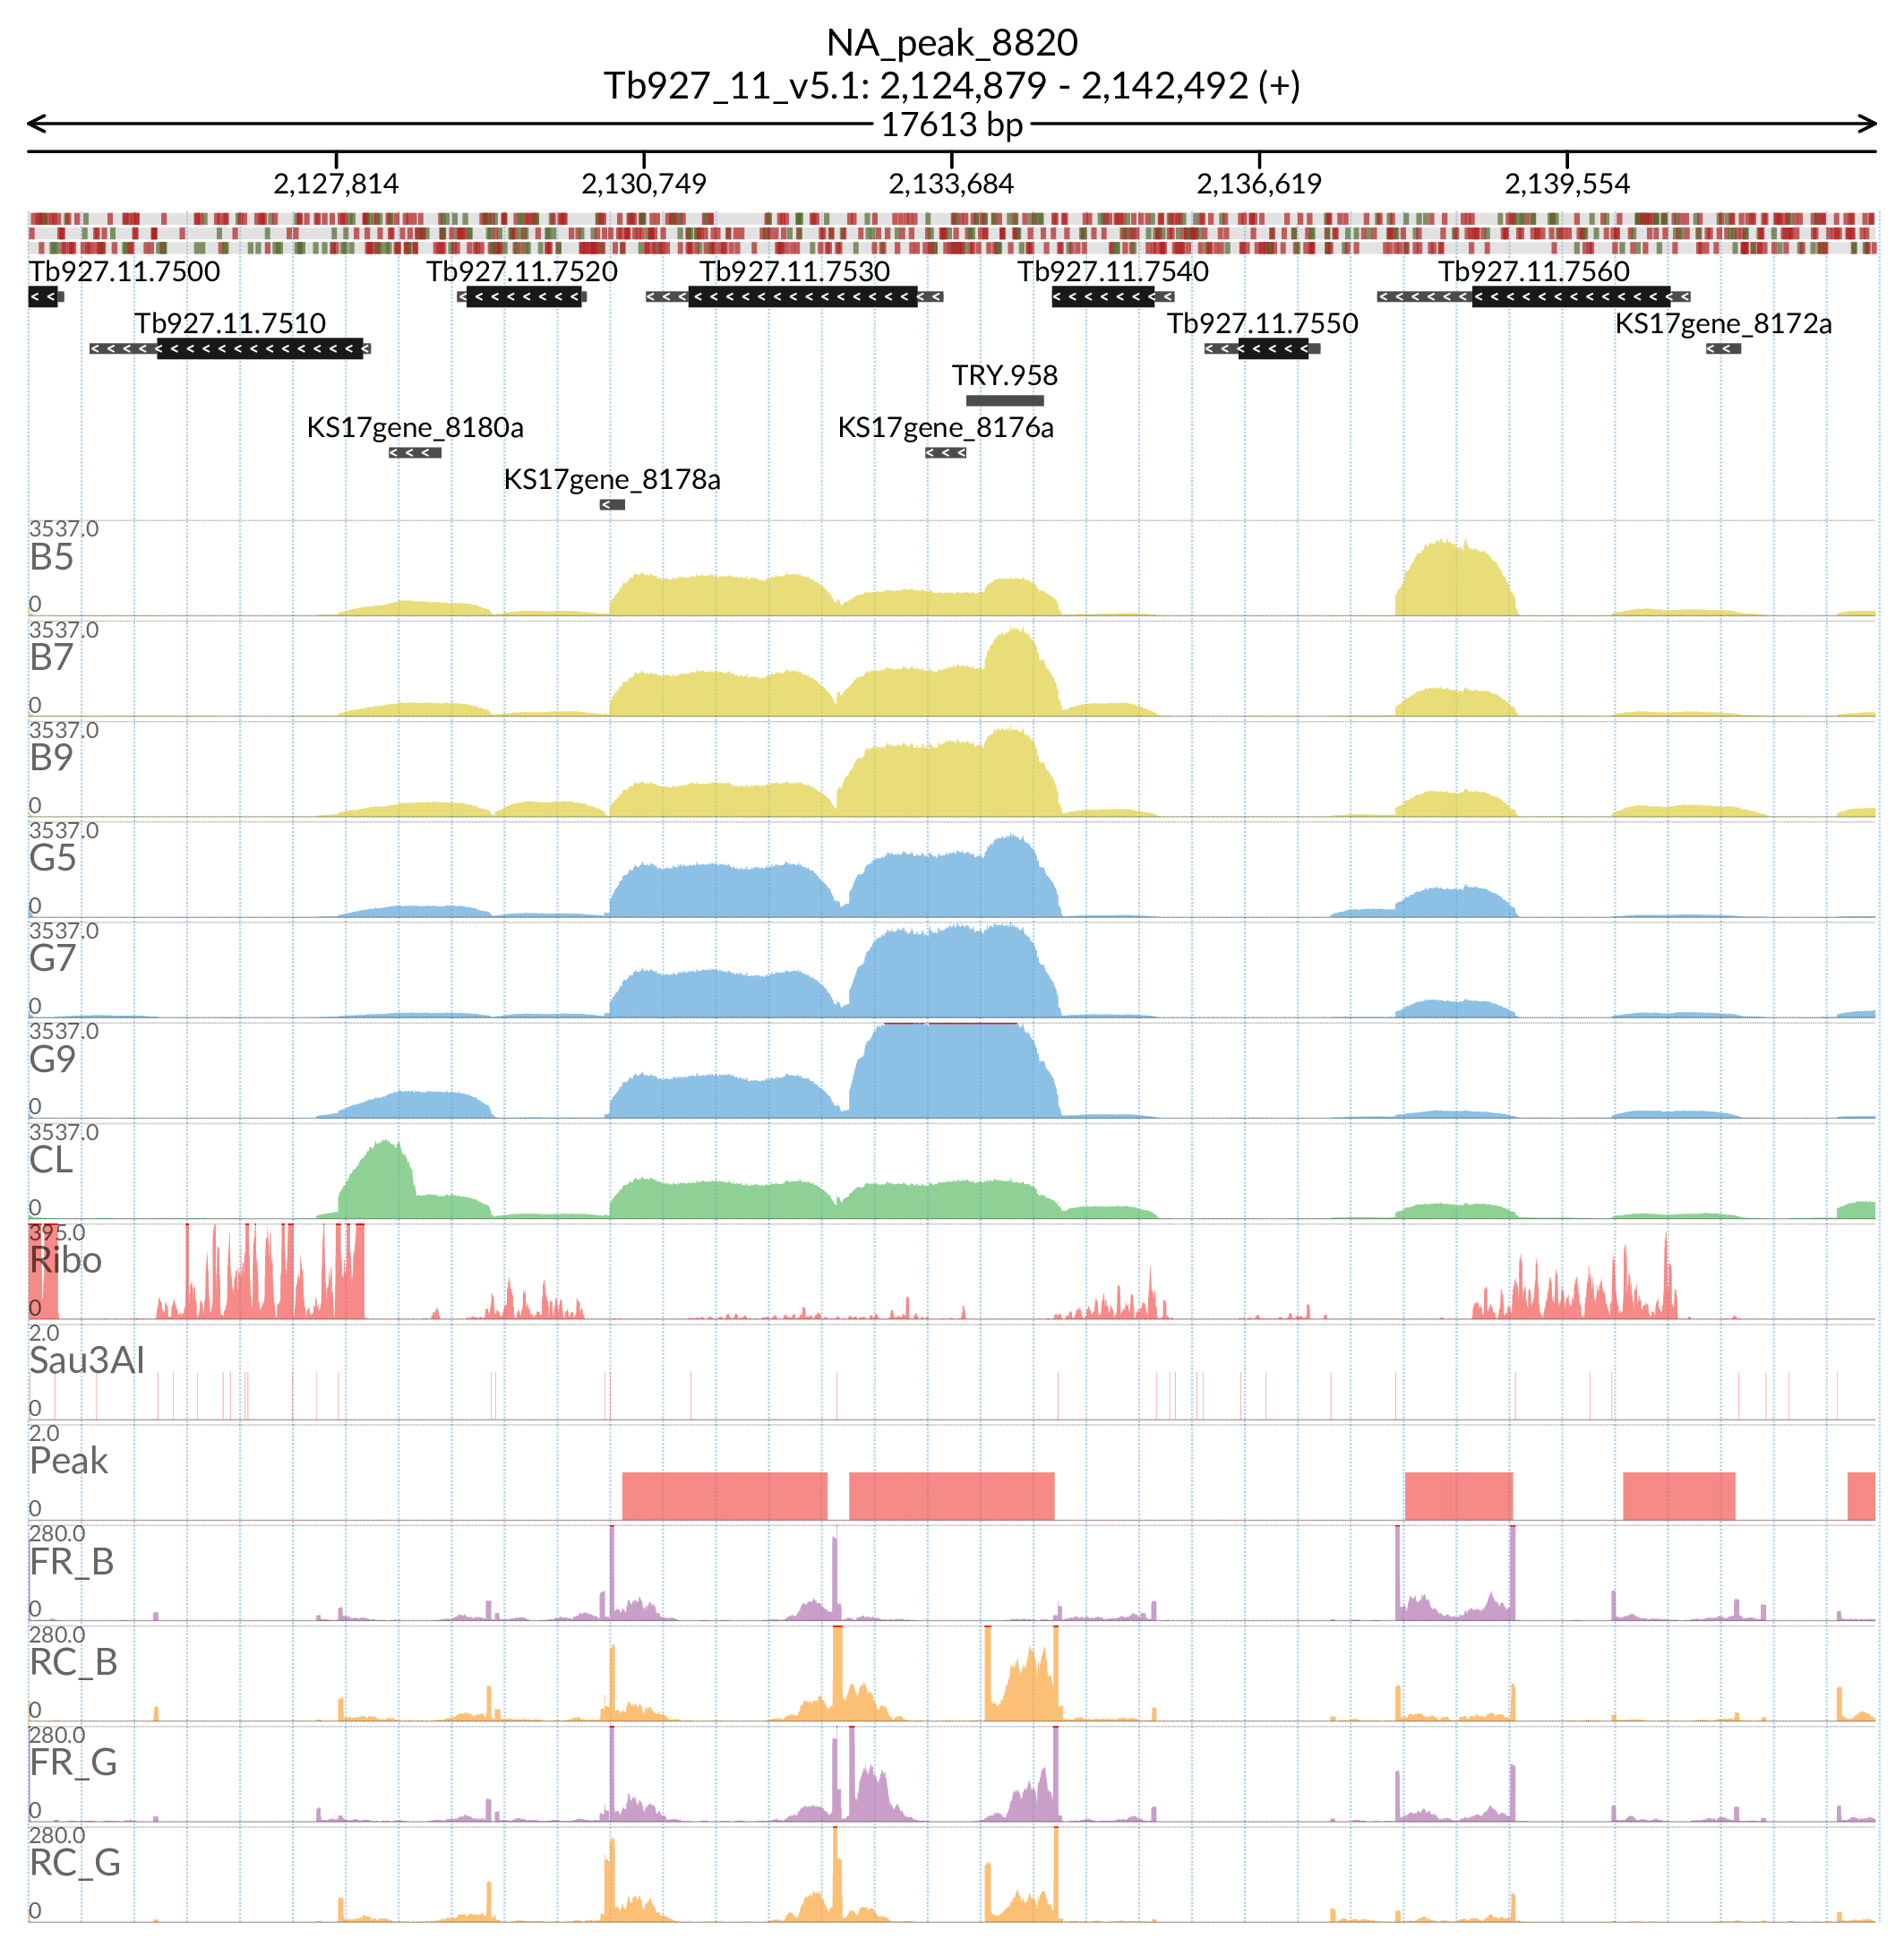 NA_peak_8820
Tb927_11_v5.1: 2,124,879 - 2,142,492 (+)
17613 bp
2,127,814 2,130,749 2,133,684 2,136,619 2,139,554
Tb927.11.7500 Tb927.11.7520 Tb927.11.7530 Tb927.11.7540 Tb927.11.7560
Tb927.11.7510 Tb927.11.7550 KS17gene_8172a
TRY.958
KS17gene_8180a KS17gene_8176a
KS17gene_8178a
3537.0
B5
0
3537.0
B7
0
3537.0
B9
0
3537.0
G5
0
3537.0
G7
0
3537.0
G9
0
3537.0
CL
0
395.0
Ribo
0
2.0
Sau3AI
0
2.0
Peak
0
280.0
FR_B
0
280.0
RC_B
0
280.0
FR_G
0
280.0
RC_G
0